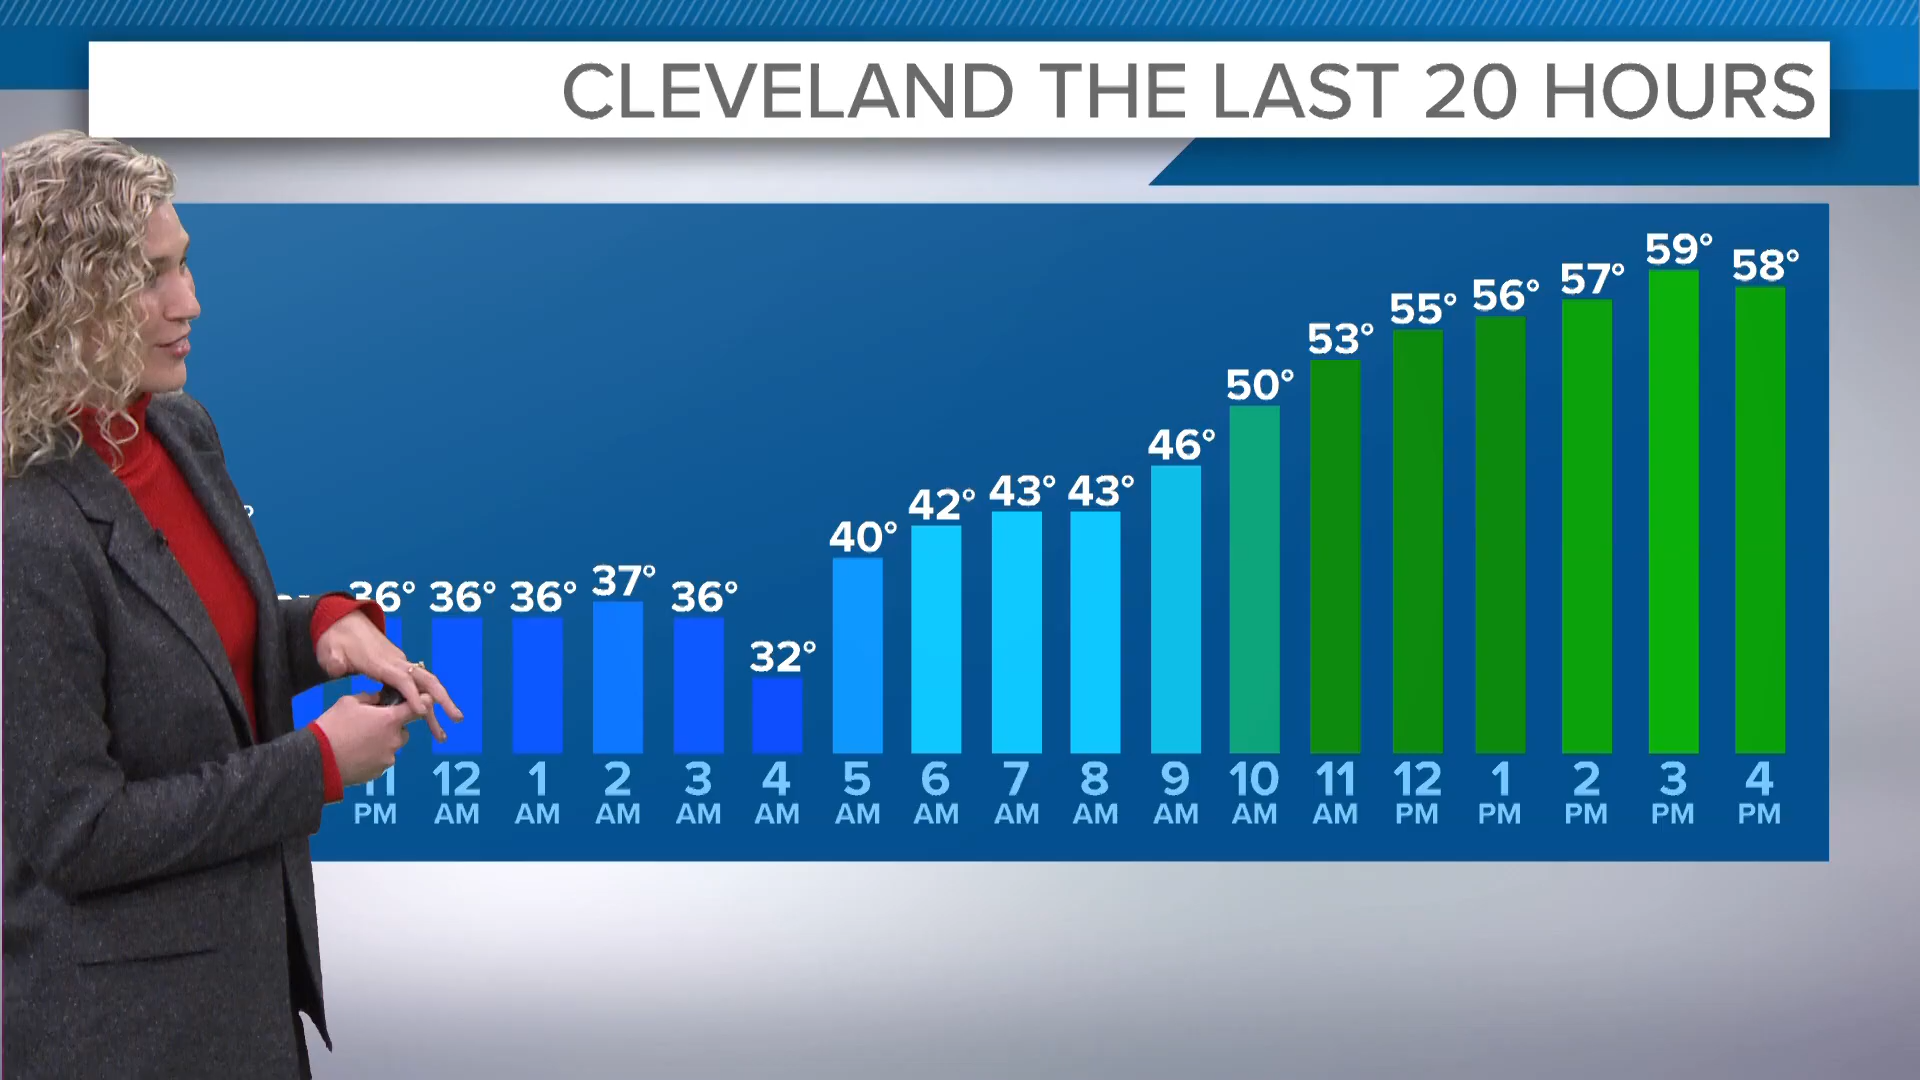 CLEVELAND THE LAST 20 HOURS
36° 36° 36° 37° 36° 32° 40° 42° 43° 43° 46° 50° 53° 55° 56° 57° 59° 58°
11 12 1 2 3 4 5 6 7 8 9 10 11 12 1 2 3 4
PM AM AM AM AM AM AM AM AM AM AM AM AM PM PM PM PM PM